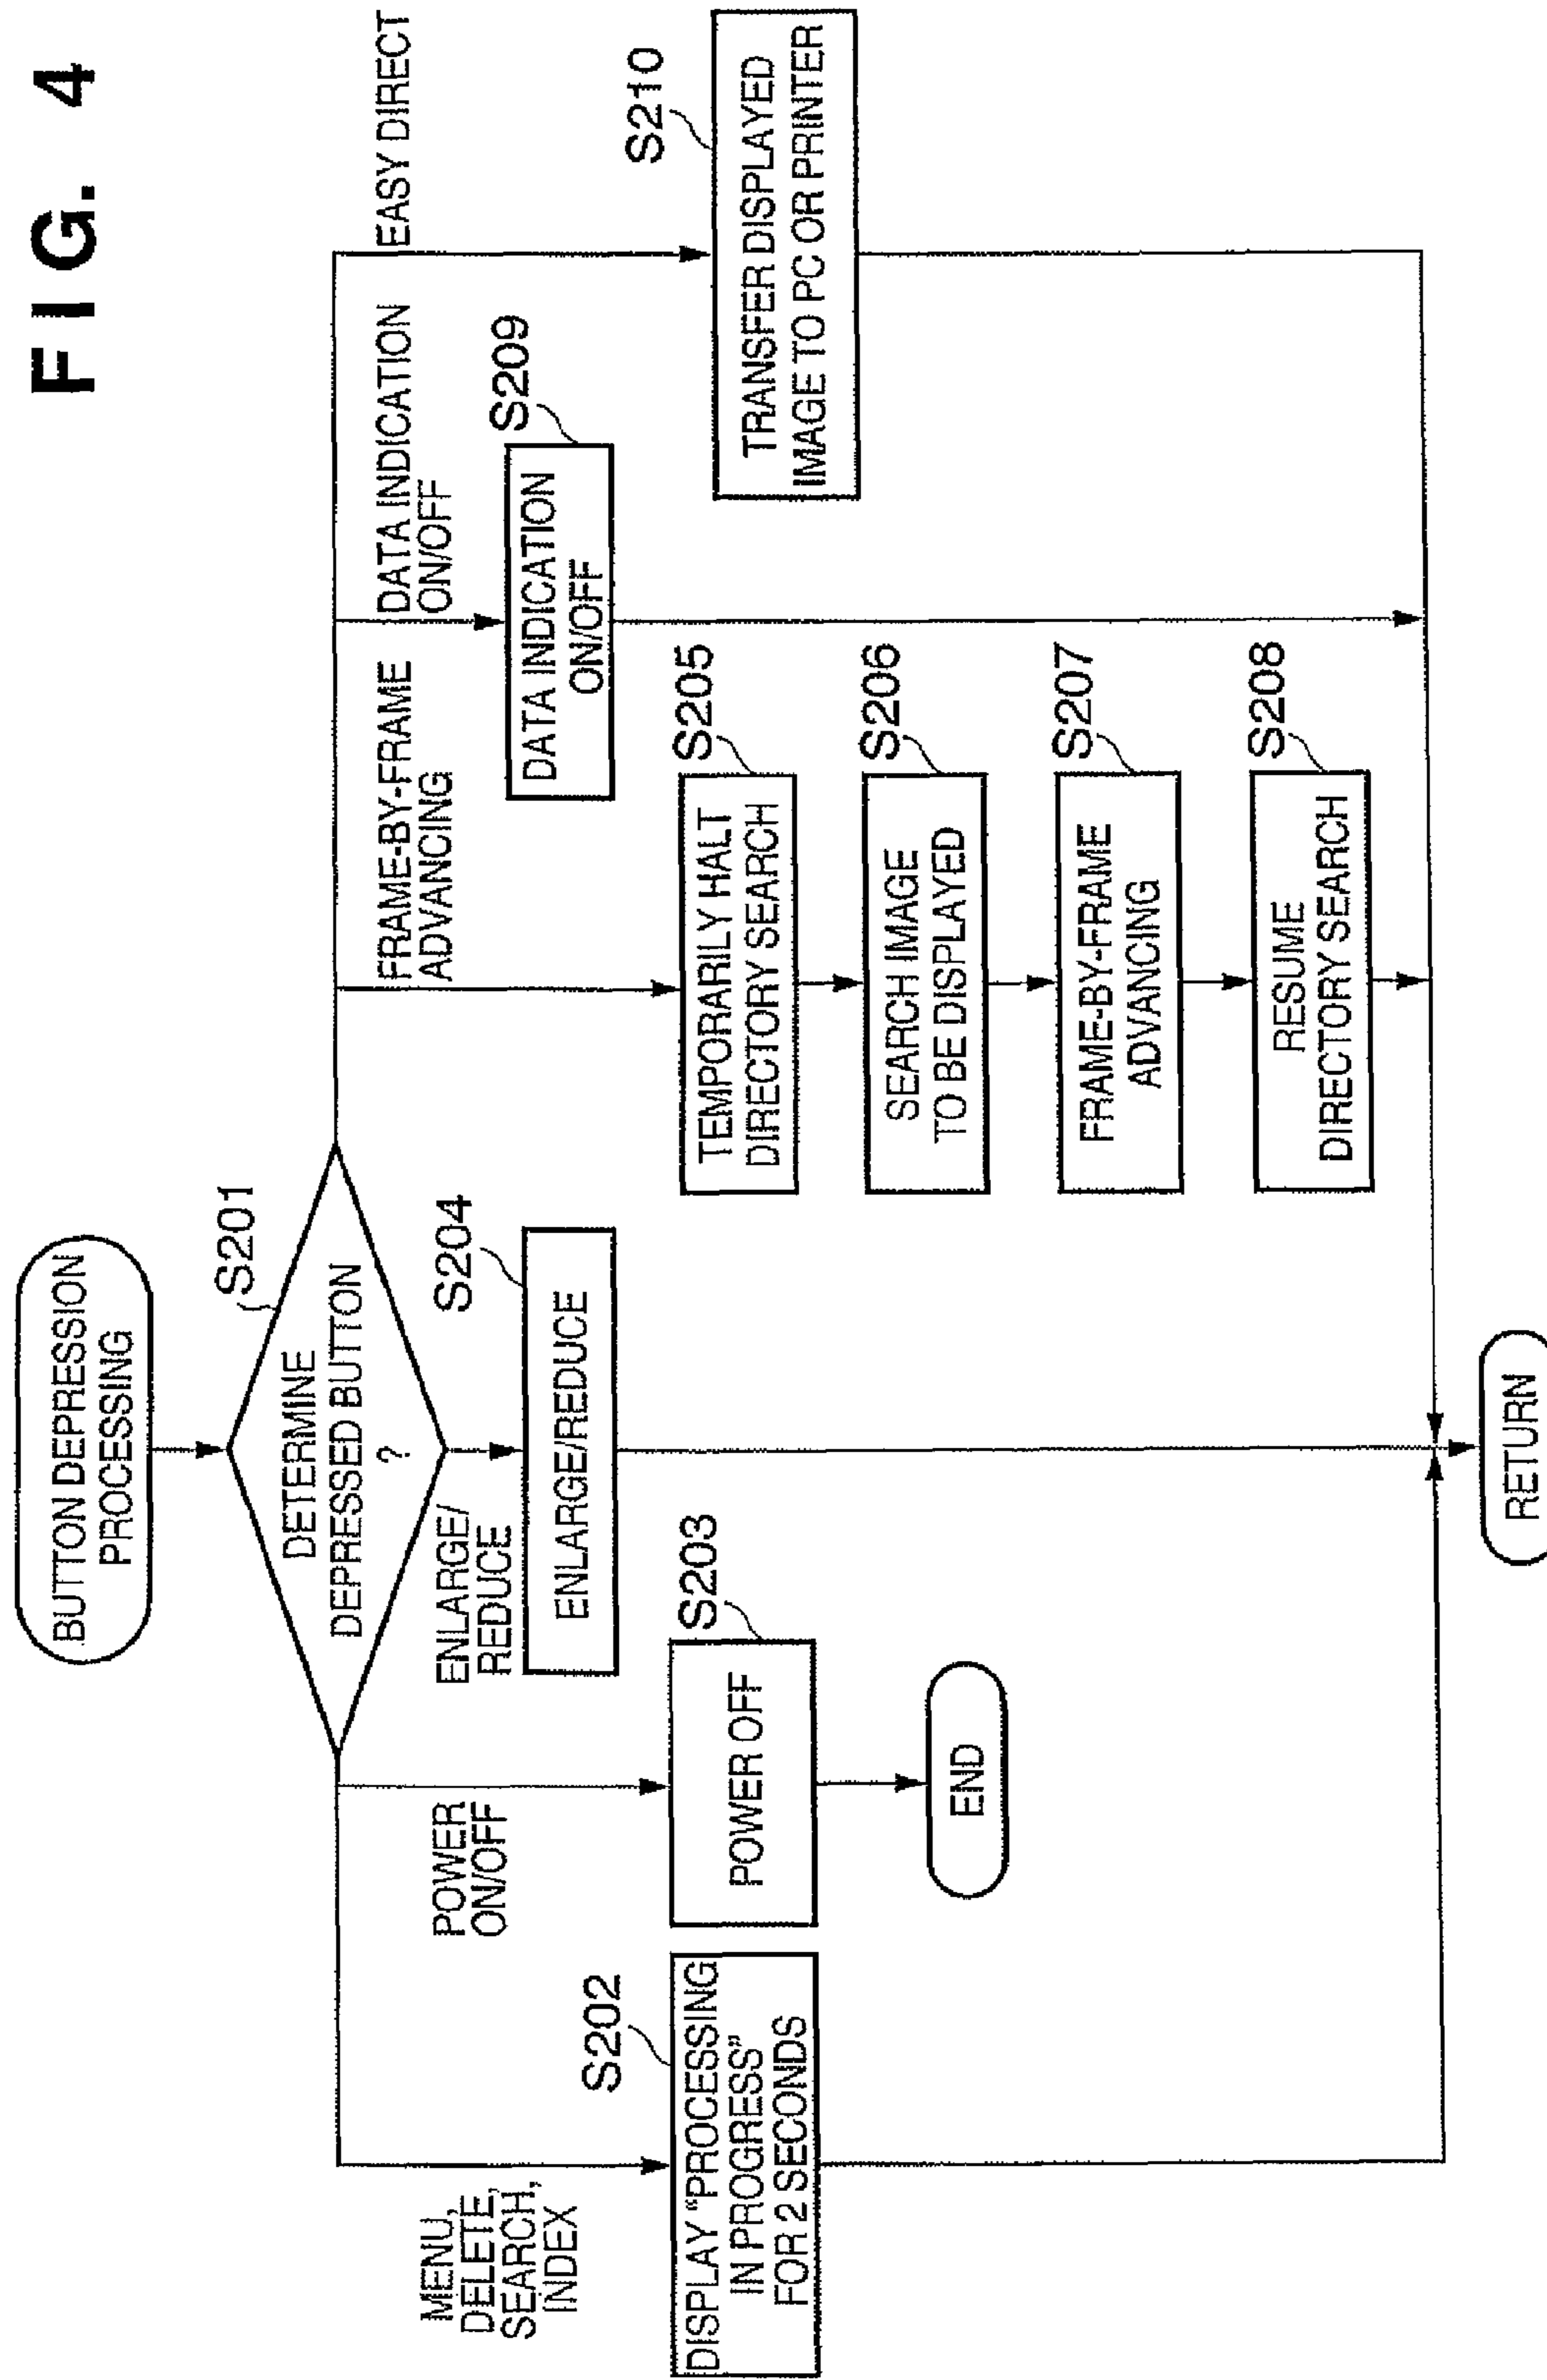 FIG. 4
BUTTON DEPRESSION
PROCESSING
S201
DETERMINE
DEPRESSED BUTTON
?
MENU,
DELETE,
SEARCH,
INDEX
S202
DISPLAY "PROCESSING
IN PROGRESS"
FOR 2 SECONDS
POWER
ON/OFF
S203
POWER OFF
END
ENLARGE/
REDUCE
S204
ENLARGE/REDUCE
FRAME-BY-FRAME
ADVANCING
S205
TEMPORARILY HALT
DIRECTORY SEARCH
S206
SEARCH IMAGE
TO BE DISPLAYED
S207
FRAME-BY-FRAME
ADVANCING
S208
RESUME
DIRECTORY SEARCH
DATA INDICATION
ON/OFF
S209
DATA INDICATION
ON/OFF
EASY DIRECT
S210
TRANSFER DISPLAYED
IMAGE TO PC OR PRINTER
RETURN